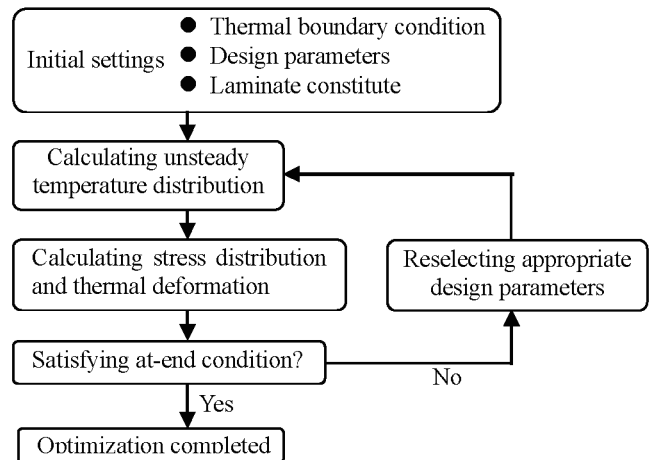 ● Thermal boundary condition
Initial settings ● Design parameters
● Laminate constitute
Calculating unsteady
temperature distribution
Calculating stress distribution
and thermal deformation
Reselecting appropriate
design parameters
Satisfying at-end condition?
No
Yes
Optimization completed